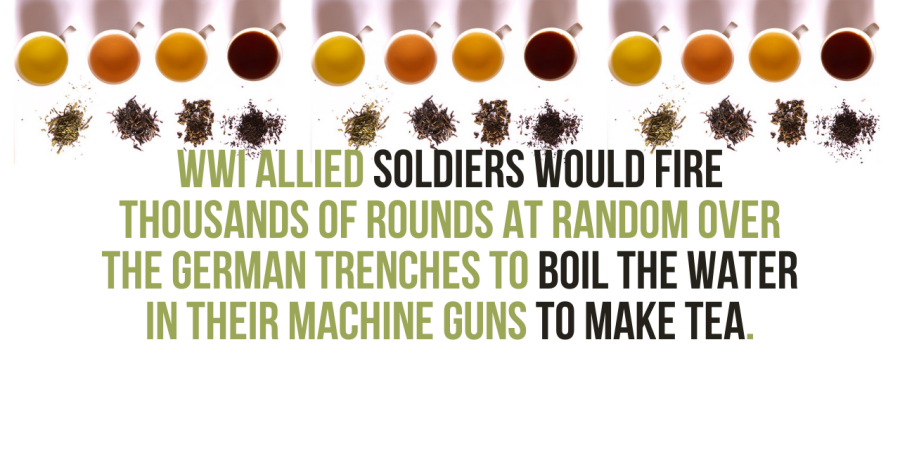 WWI ALLIED SOLDIERS WOULD FIRE
THOUSANDS OF ROUNDS AT RANDOM OVER
THE GERMAN TRENCHES TO BOIL THE WATER
IN THEIR MACHINE GUNS TO MAKE TEA.